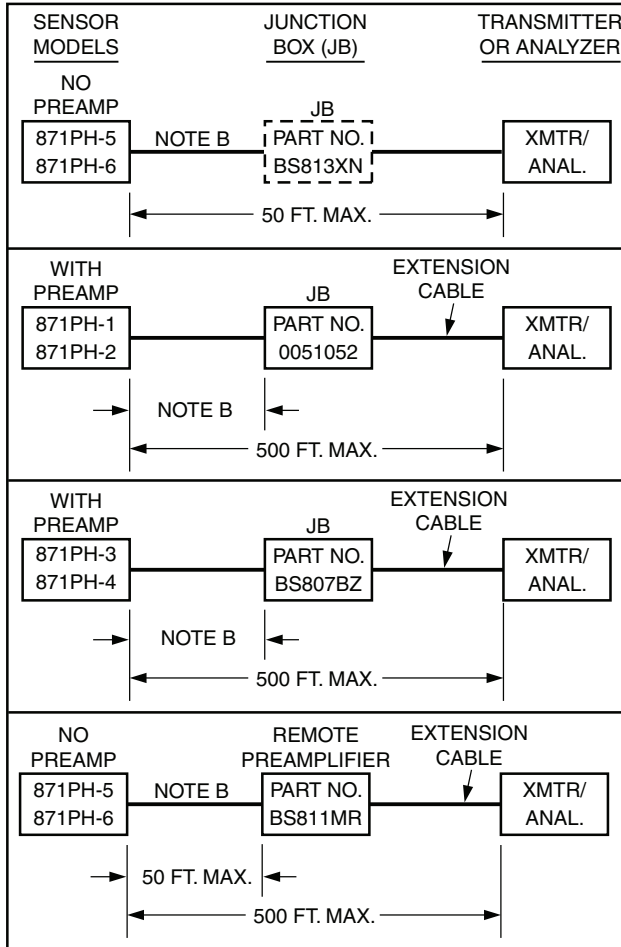 SENSOR MODELS
JUNCTION BOX (JB)
TRANSMITTER OR ANALYZER
NO PREAMP
871PH-5
871PH-6
NOTE B
JB
PART NO.
BS813XN
XMTR/
ANAL.
50 FT. MAX.
WITH PREAMP
871PH-1
871PH-2
JB
PART NO.
0051052
EXTENSION CABLE
XMTR/
ANAL.
NOTE B
500 FT. MAX.
WITH PREAMP
871PH-3
871PH-4
JB
PART NO.
BS807BZ
EXTENSION CABLE
XMTR/
ANAL.
NOTE B
500 FT. MAX.
NO PREAMP
871PH-5
871PH-6
NOTE B
REMOTE PREAMPLIFIER
PART NO.
BS811MR
EXTENSION CABLE
XMTR/
ANAL.
50 FT. MAX.
500 FT. MAX.